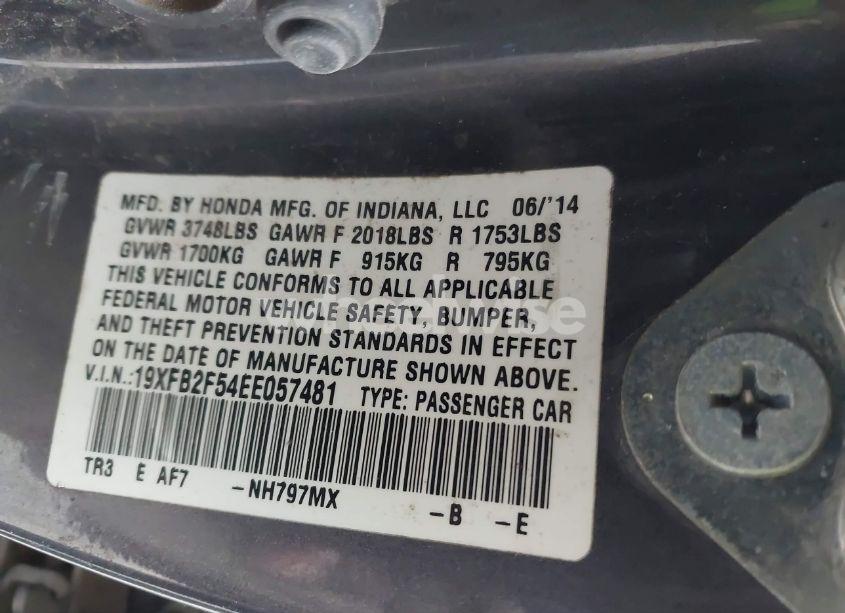 MFD. BY HONDA MFG. OF INDIANA, LLC 06/'14
GVWR 3748LBS GAWR F 2018LBS R 1753LBS
GVWR 1700KG GAWR F 915KG R 795KG
THIS VEHICLE CONFORMS TO ALL APPLICABLE
FEDERAL MOTOR VEHICLE SAFETY, BUMPER,
AND THEFT PREVENTION STANDARDS IN EFFECT
ON THE DATE OF MANUFACTURE SHOWN ABOVE.
V.I.N.:19XFB2F54EE057481 TYPE: PASSENGER CAR
TR3 E AF7 -NH797MX -B -E